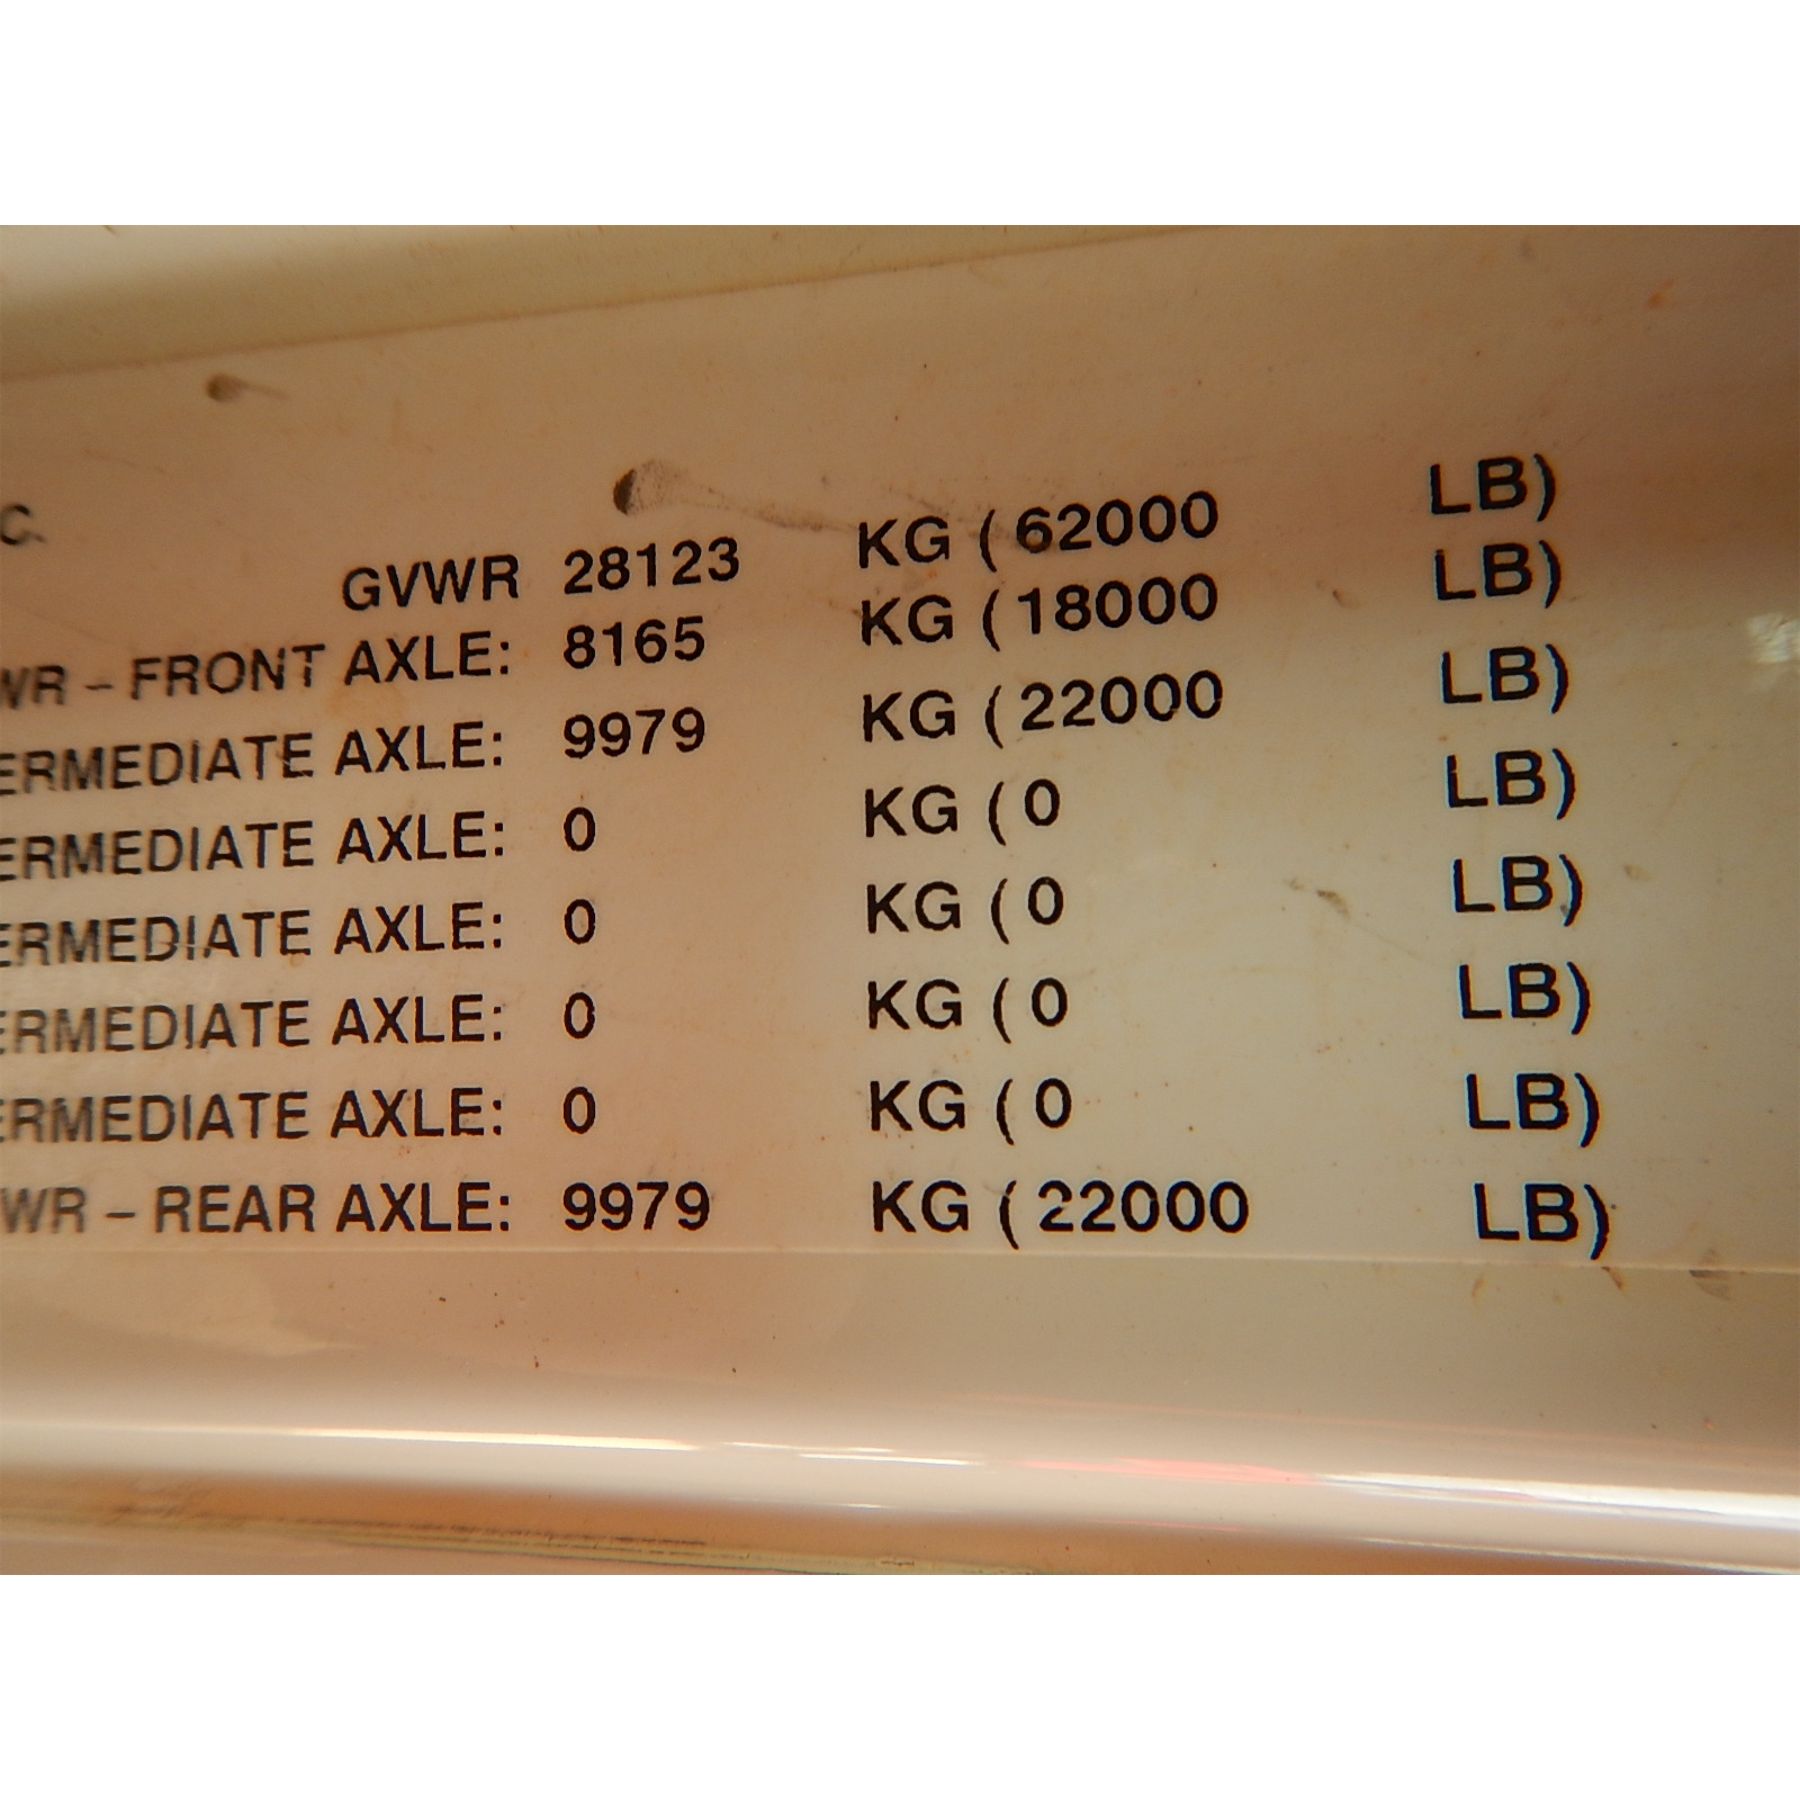 C.
GVWR 28123 KG (62000 LB)
WR – FRONT AXLE: 8165 KG (18000 LB)
ERMEDIATE AXLE: 9979 KG (22000 LB)
ERMEDIATE AXLE: 0 KG (0 LB)
ERMEDIATE AXLE: 0 KG (0 LB)
ERMEDIATE AXLE: 0 KG (0 LB)
ERMEDIATE AXLE: 0 KG (0 LB)
WR – REAR AXLE: 9979 KG (22000 LB)